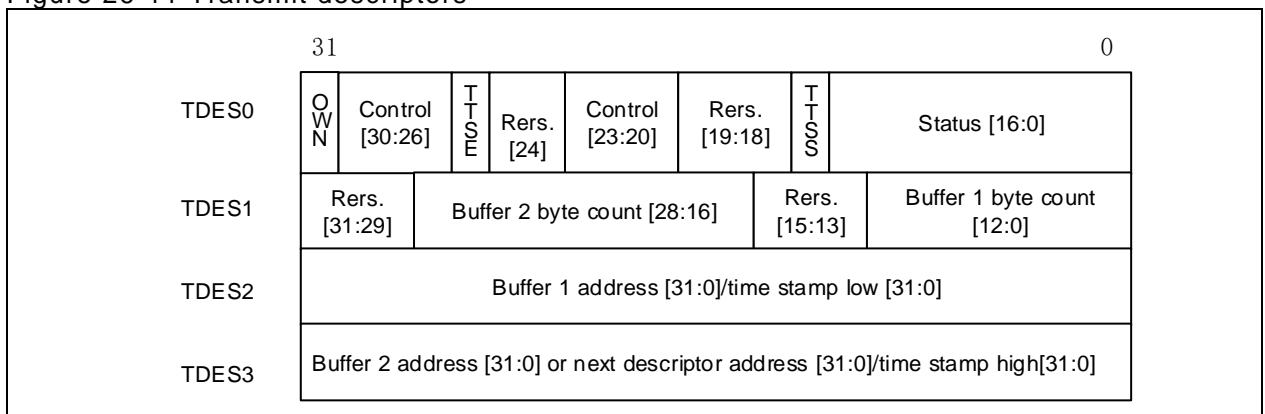 31 0
TDES0 OWN Control [30:26] TTSE Rers. [24] Control [23:20] Rers. [19:18] TTSS Status [16:0]
TDES1 Rers. [31:29] Buffer 2 byte count [28:16] Rers. [15:13] Buffer 1 byte count [12:0]
TDES2 Buffer 1 address [31:0]/time stamp low [31:0]
TDES3 Buffer 2 address [31:0] or next descriptor address [31:0]/time stamp high[31:0]